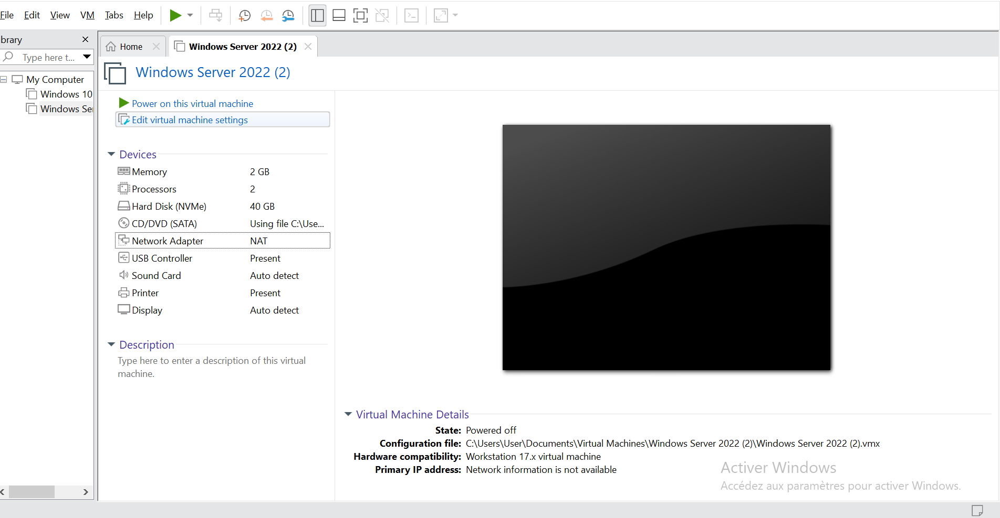 File Edit View VM Tabs Help
brary
Type here t...
Home
Windows Server 2022 (2)
My Computer
Windows 10
Windows Ser
Windows Server 2022 (2)
Power on this virtual machine
Edit virtual machine settings
Devices
Memory 2 GB
Processors 2
Hard Disk (NVMe) 40 GB
CD/DVD (SATA) Using file C:\Use...
Network Adapter NAT
USB Controller Present
Sound Card Auto detect
Printer Present
Display Auto detect
Description
Type here to enter a description of this virtual
machine.
Virtual Machine Details
State: Powered off
Configuration file: C:\Users\User\Documents\Virtual Machines\Windows Server 2022 (2)\Windows Server 2022 (2).vmx
Hardware compatibility: Workstation 17.x virtual machine
Primary IP address: Network information is not available
Activer Windows
Accédez aux paramètres pour activer Windows.